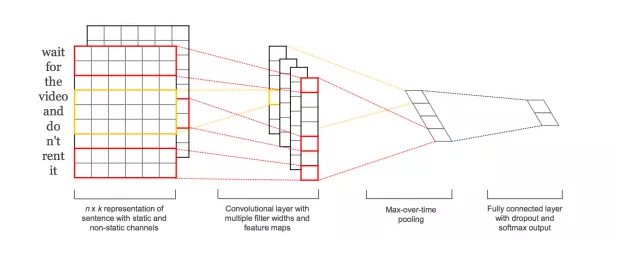 wait
for
the
video
and
do
n't
rent
it
n x k representation of
sentence with static and
non-static channels
Convolutional layer with
multiple filter widths and
feature maps
Max-over-time
pooling
Fully connected layer
with dropout and
softmax output